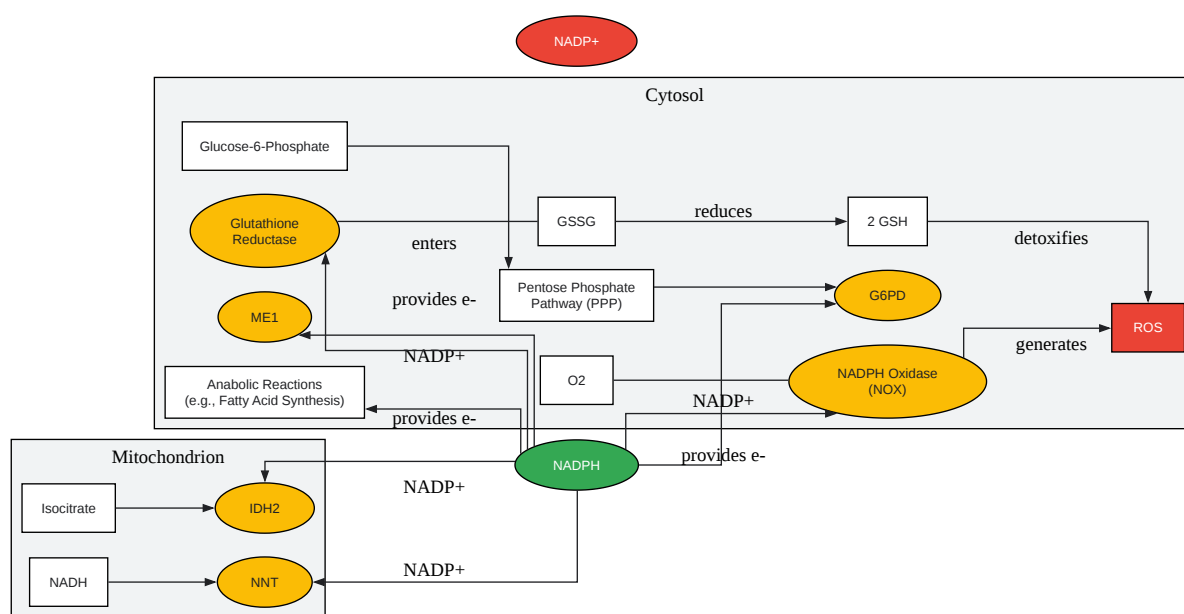 NADP+
Cytosol
Glucose-6-Phosphate
Glutathione
Reductase
GSSG
reduces
2 GSH
enters
detoxifies
Pentose Phosphate
Pathway (PPP)
G6PD
provides e-
ME1
ROS
generates
NADP+
O2
NADPH Oxidase
(NOX)
Anabolic Reactions
(e.g., Fatty Acid Synthesis)
NADP+
provides e-
Mitochondrion
NADPH
provides e-
NADP+
Isocitrate
IDH2
NADP+
NADH
NNT